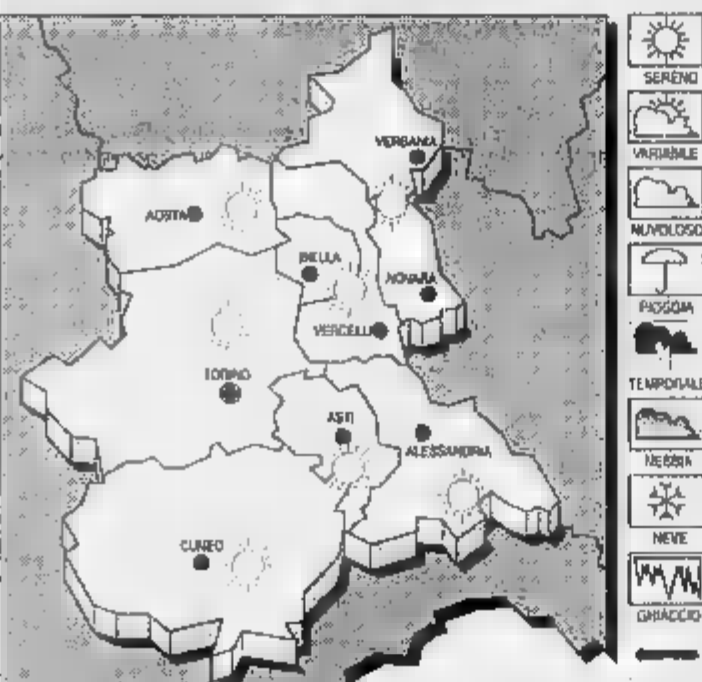 VERBANIA
AOSTA
BIELLA
NOVARA
VERCELLI
TORINO
ASTI
ALESSANDRIA
CUNEO
SERENO
VARIABILE
NUVOLOSO
PIOGGIA
TEMPORALE
NEBBIA
NEVE
GHIACCIO